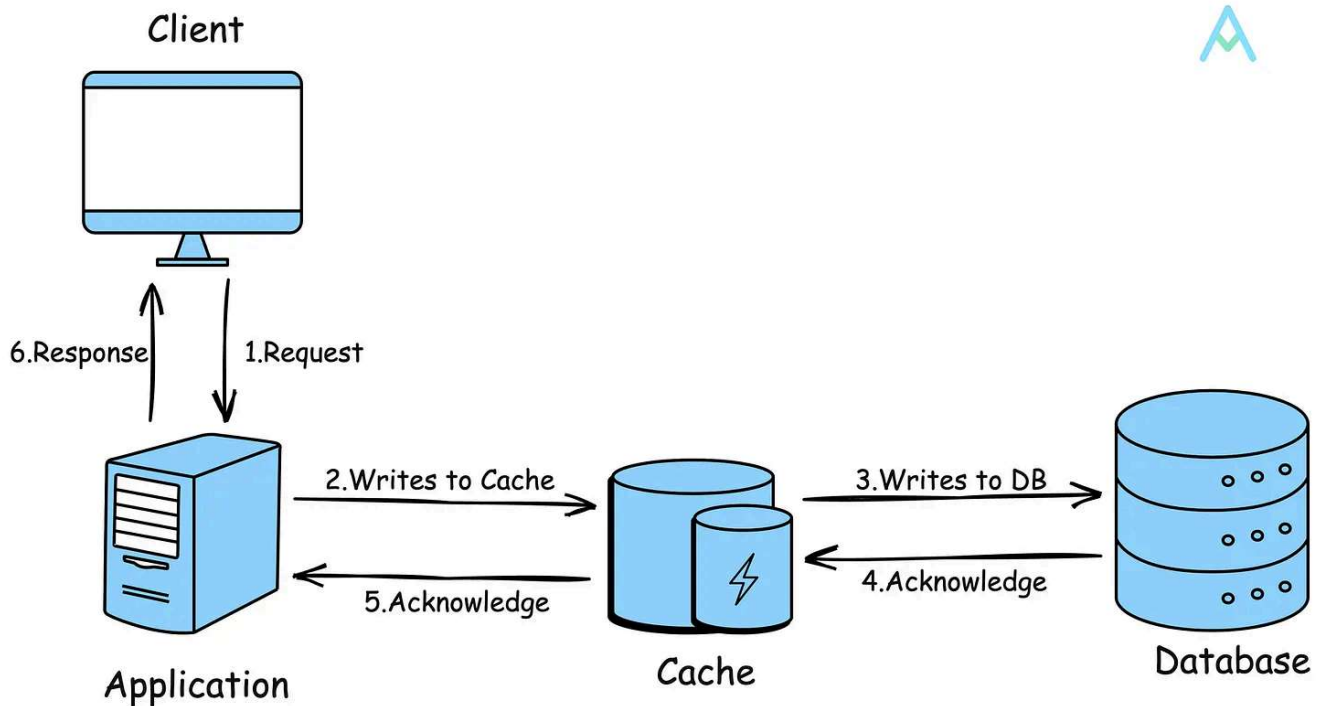 Client
6.Response
1.Request
2.Writes to Cache
3.Writes to DB
5.Acknowledge
4.Acknowledge
Application
Cache
Database